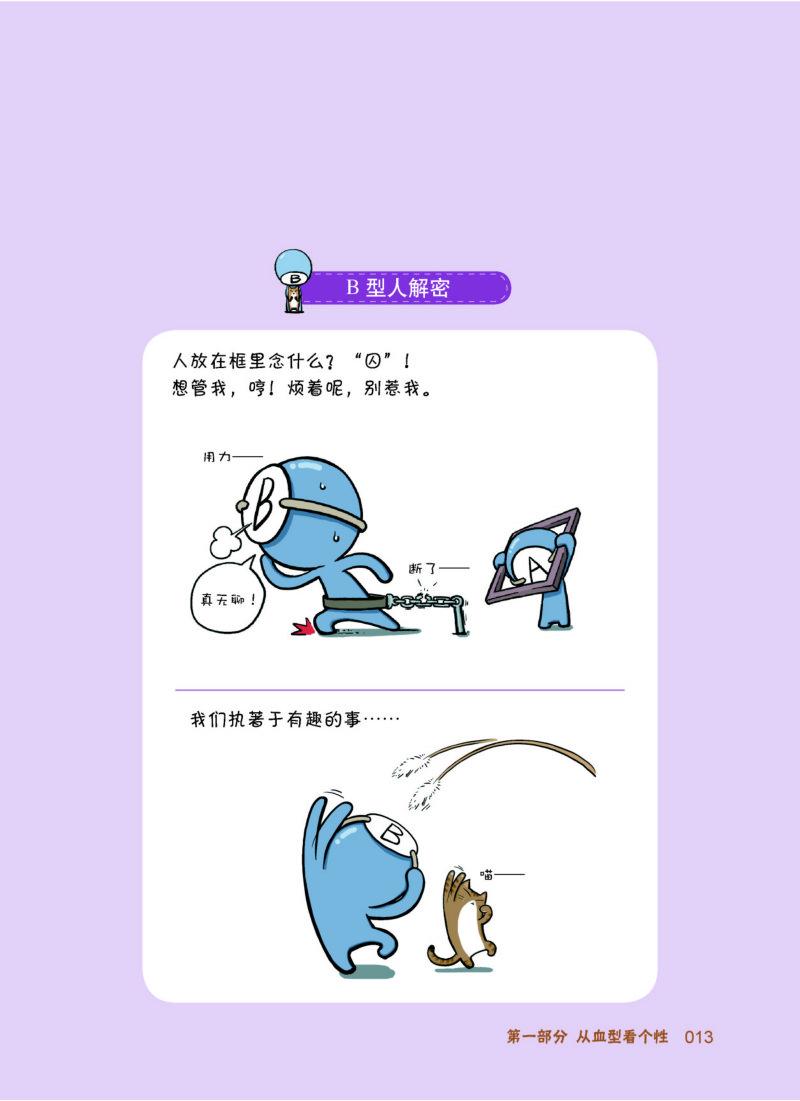 B
B 型人解密
人放在框里念什么？“囚”！
想管我，哼！烦着呢，别惹我。
用力——
B
断了——
A
真无聊！
我们执著于有趣的事……
B
喵——
第一部分 从血型看个性 013